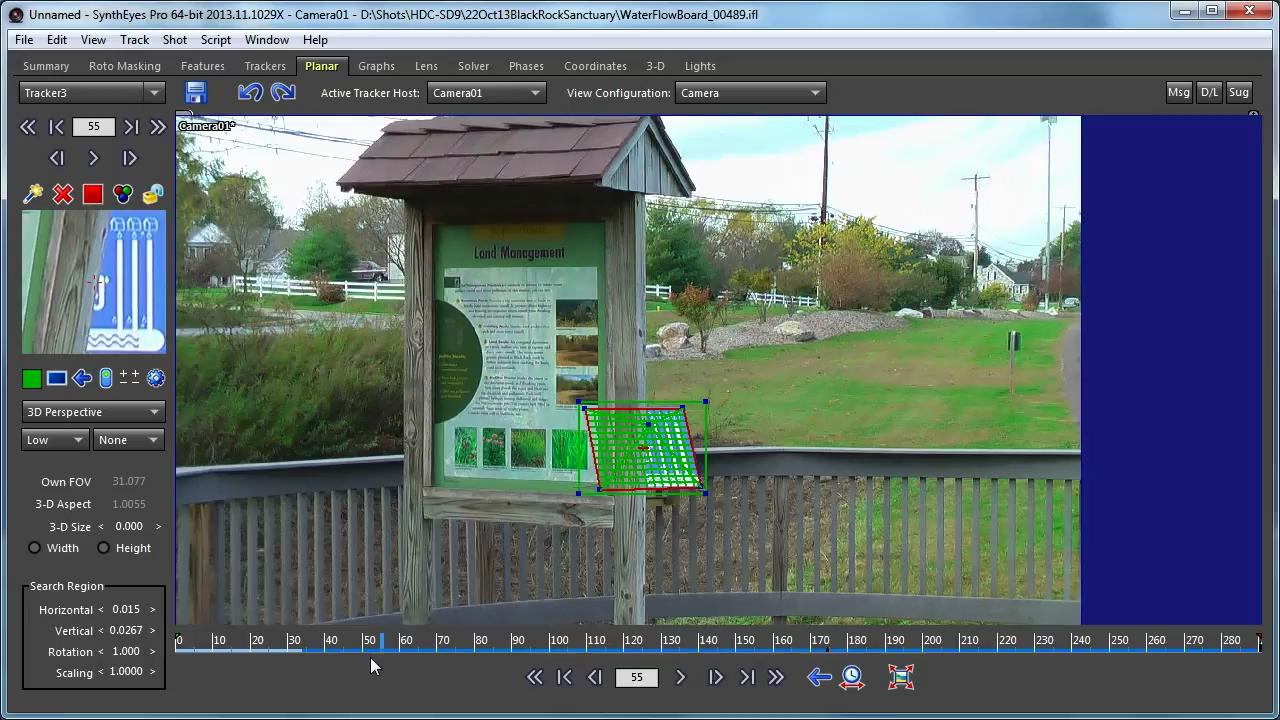 Unnamed - SynthEyes Pro 64-bit 2013.11.1029X - Camera01 - D:\Shots\HDC-SD9\22Oct13BlackRockSanctuary\WaterFlowBoard_00489.ifl
File Edit View Track Shot Script Window Help
Summary Roto Masking Features Trackers Planar Graphs Lens Solver Phases Coordinates 3-D Lights
Tracker3 Active Tracker Host: Camera01 View Configuration: Camera Msg D/L Sug
55
Camera01*
Land Management
3D Perspective
Low None
Own FOV 31.077
3-D Aspect 1.0055
3-D Size < 0.000 >
Width Height
Search Region
Horizontal < 0.015 >
Vertical < 0.0267 >
Rotation < 1.000 >
Scaling < 1.0000 >
0 10 20 30 40 50 60 70 80 90 100 110 120 130 140 150 160 170 180 190 200 210 220 230 240 250 260 270 280
55